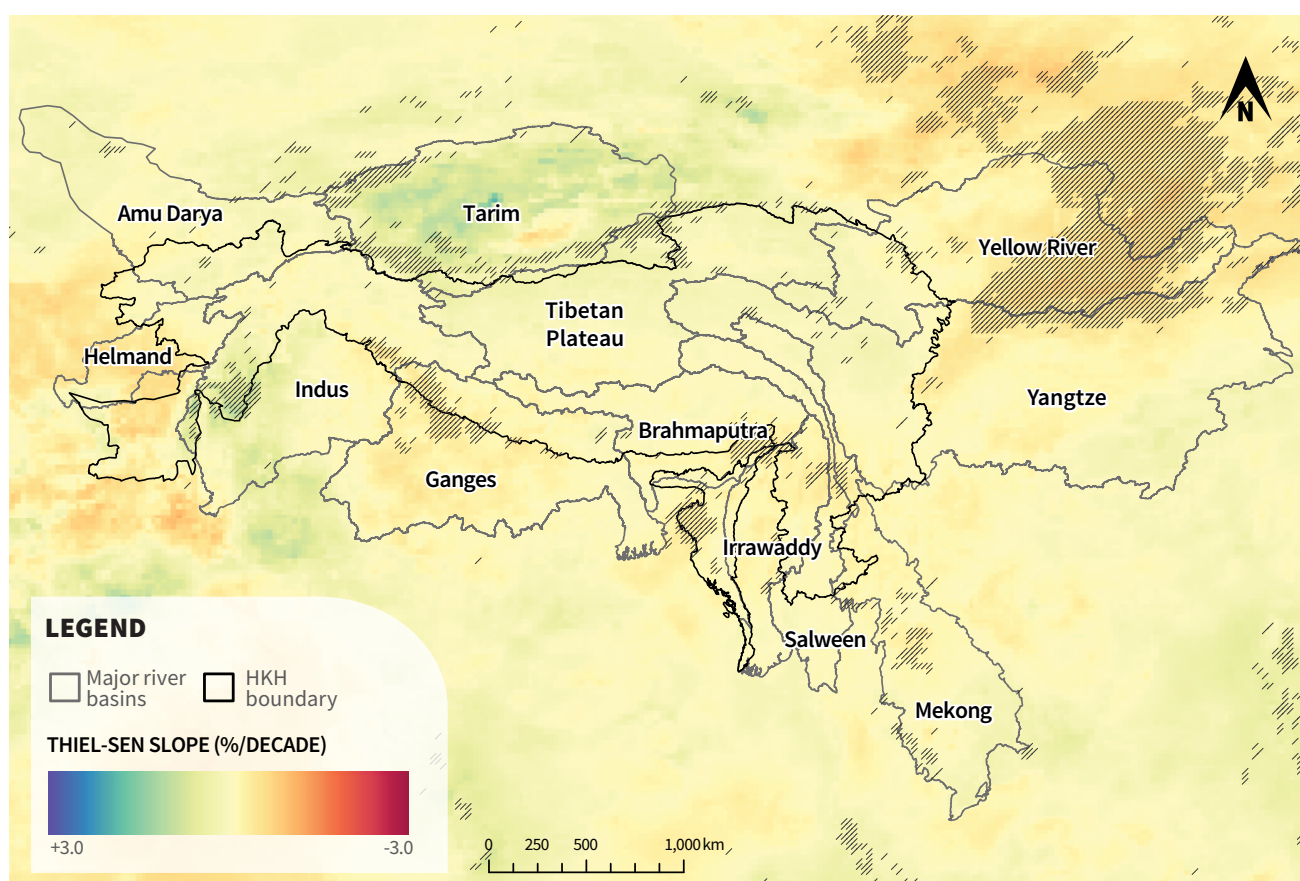 N
Amu Darya
Tarim
Yellow River
Tibetan
Plateau
Helmand
Indus
Yangtze
Brahmaputra
Ganges
Irrawaddy
Salween
Mekong
LEGEND
Major river
basins
HKH
boundary
THIEL-SEN SLOPE (%/DECADE)
+3.0 -3.0
0 250 500 1,000 km